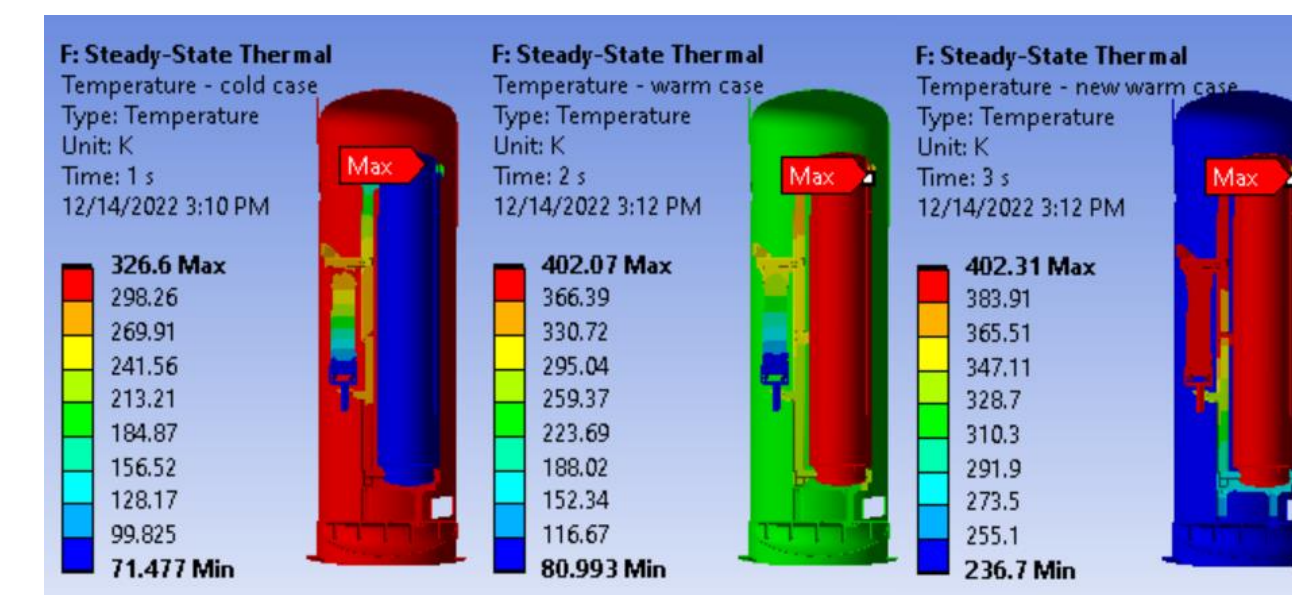 F: Steady-State Thermal
Temperature - cold case
Type: Temperature
Unit: K
Time: 1 s
12/14/2022 3:10 PM
326.6 Max
298.26
269.91
241.56
213.21
184.87
156.52
128.17
99.825
71.477 Min
Max
F: Steady-State Thermal
Temperature - warm case
Type: Temperature
Unit: K
Time: 2 s
12/14/2022 3:12 PM
402.07 Max
366.39
330.72
295.04
259.37
223.69
188.02
152.34
116.67
80.993 Min
Max
F: Steady-State Thermal
Temperature - new warm case
Type: Temperature
Unit: K
Time: 3 s
12/14/2022 3:12 PM
402.31 Max
383.91
365.51
347.11
328.7
310.3
291.9
273.5
255.1
236.7 Min
Max